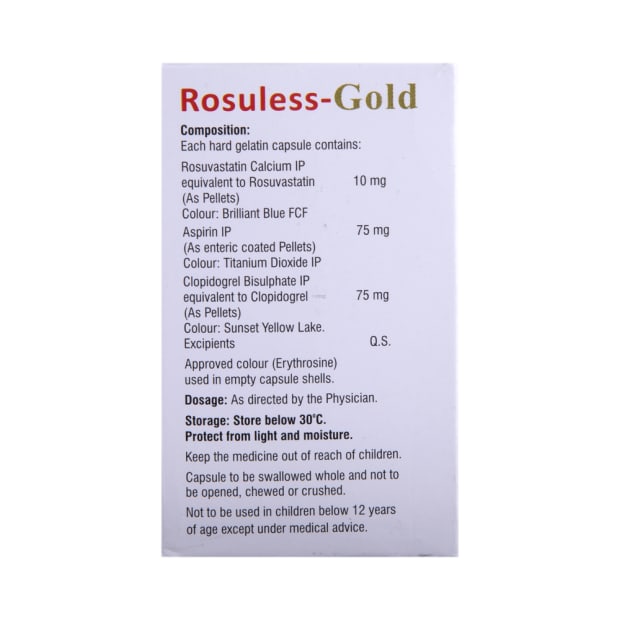 Rosuless-Gold
Composition:
Each hard gelatin capsule contains:
Rosuvastatin Calcium IP
equivalent to Rosuvastatin 10 mg
(As Pellets)
Colour: Brilliant Blue FCF
Aspirin IP 75 mg
(As enteric coated Pellets)
Colour: Titanium Dioxide IP
Clopidogrel Bisulphate IP
equivalent to Clopidogrel 75 mg
(As Pellets)
Colour: Sunset Yellow Lake.
Excipients Q.S.
Approved colour (Erythrosine)
used in empty capsule shells.
Dosage: As directed by the Physician.
Storage: Store below 30°C.
Protect from light and moisture.
Keep the medicine out of reach of children.
Capsule to be swallowed whole and not to
be opened, chewed or crushed.
Not to be used in children below 12 years
of age except under medical advice.